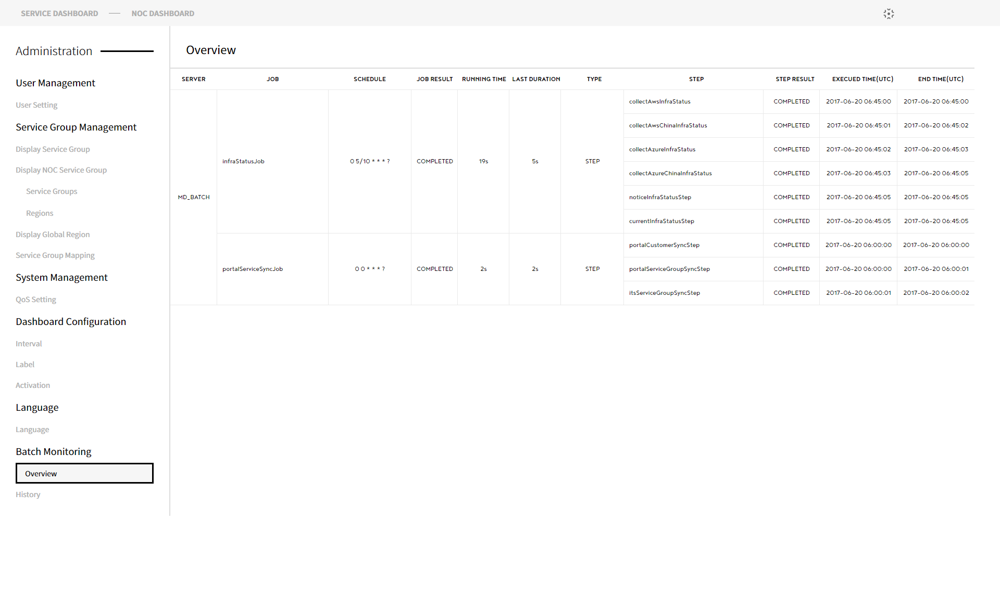 SERVICE DASHBOARD — NOC DASHBOARD
Administration
User Management
User Setting
Service Group Management
Display Service Group
Display NOC Service Group
Service Groups
Regions
Display Global Region
Service Group Mapping
System Management
QoS Setting
Dashboard Configuration
Interval
Label
Activation
Language
Language
Batch Monitoring
Overview
History
Overview
SERVER JOB SCHEDULE JOB RESULT RUNNING TIME LAST DURATION TYPE STEP STEP RESULT EXECUED TIME(UTC) END TIME(UTC)
MD_BATCH
infraStatusJob 0 5/10 * * * ? COMPLETED 19s 5s STEP
collectAwsInfraStatus COMPLETED 2017-06-20 06:45:00 2017-06-20 06:45:00
collectAwsChinaInfraStatus COMPLETED 2017-06-20 06:45:01 2017-06-20 06:45:02
collectAzureInfraStatus COMPLETED 2017-06-20 06:45:02 2017-06-20 06:45:03
collectAzureChinaInfraStatus COMPLETED 2017-06-20 06:45:03 2017-06-20 06:45:05
noticeInfraStatusStep COMPLETED 2017-06-20 06:45:05 2017-06-20 06:45:05
currentInfraStatusStep COMPLETED 2017-06-20 06:45:05 2017-06-20 06:45:05
portalServiceSyncJob 0 0 * * * ? COMPLETED 2s 2s STEP
portalCustomerSyncStep COMPLETED 2017-06-20 06:00:00 2017-06-20 06:00:00
portalServiceGroupSyncStep COMPLETED 2017-06-20 06:00:00 2017-06-20 06:00:01
itsServiceGroupSyncStep COMPLETED 2017-06-20 06:00:01 2017-06-20 06:00:02